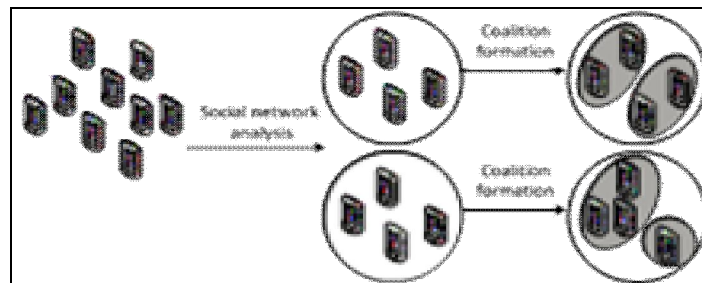 Coalition
formation
Social network
analysis
Coalition
formation